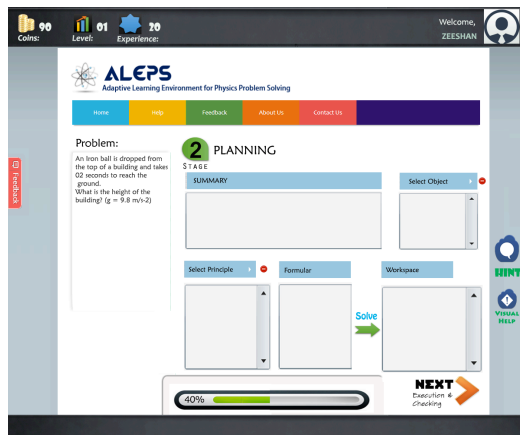 90
Coins:
01
Level:
20
Experience:
Welcome,
ZEESHAN
ALEPS
Adaptive Learning Environment for Physics Problem Solving
Home
Help
Feedback
About Us
Contact Us
Problem:
An Iron ball is dropped from
the top of a building and takes
02 seconds to reach the
ground.
What is the height of the
building? (g = 9.8 m/s-2)
Feedback
2
STAGE
PLANNING
SUMMARY
Select Object
Select Principle
Formular
Workspace
Solve
HINT
VISUAL
HELP
40%
NEXT
Execution &
Checking